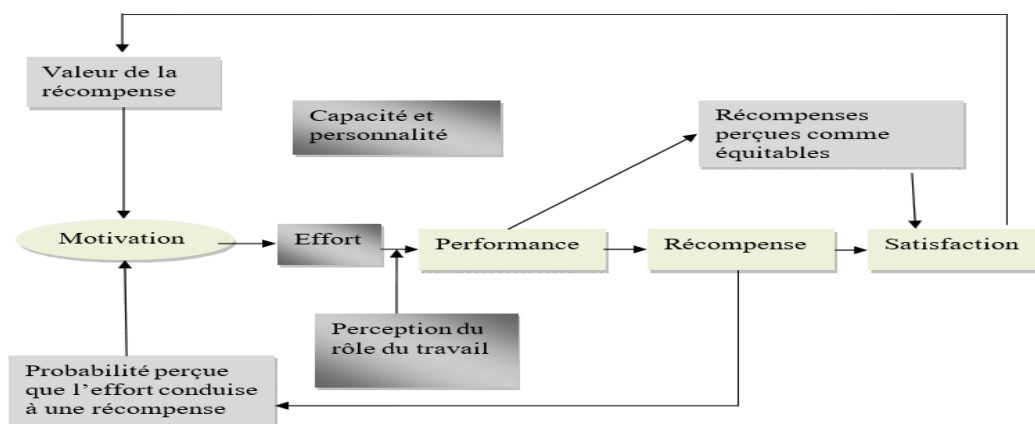 Valeur de la
récompense
Capacité et
personnalité
Récompenses
perçues comme
équitables
Motivation
Effort
Performance
Récompense
Satisfaction
Perception du
rôle du travail
Probabilité perçue
que l'effort conduise
à une récompense